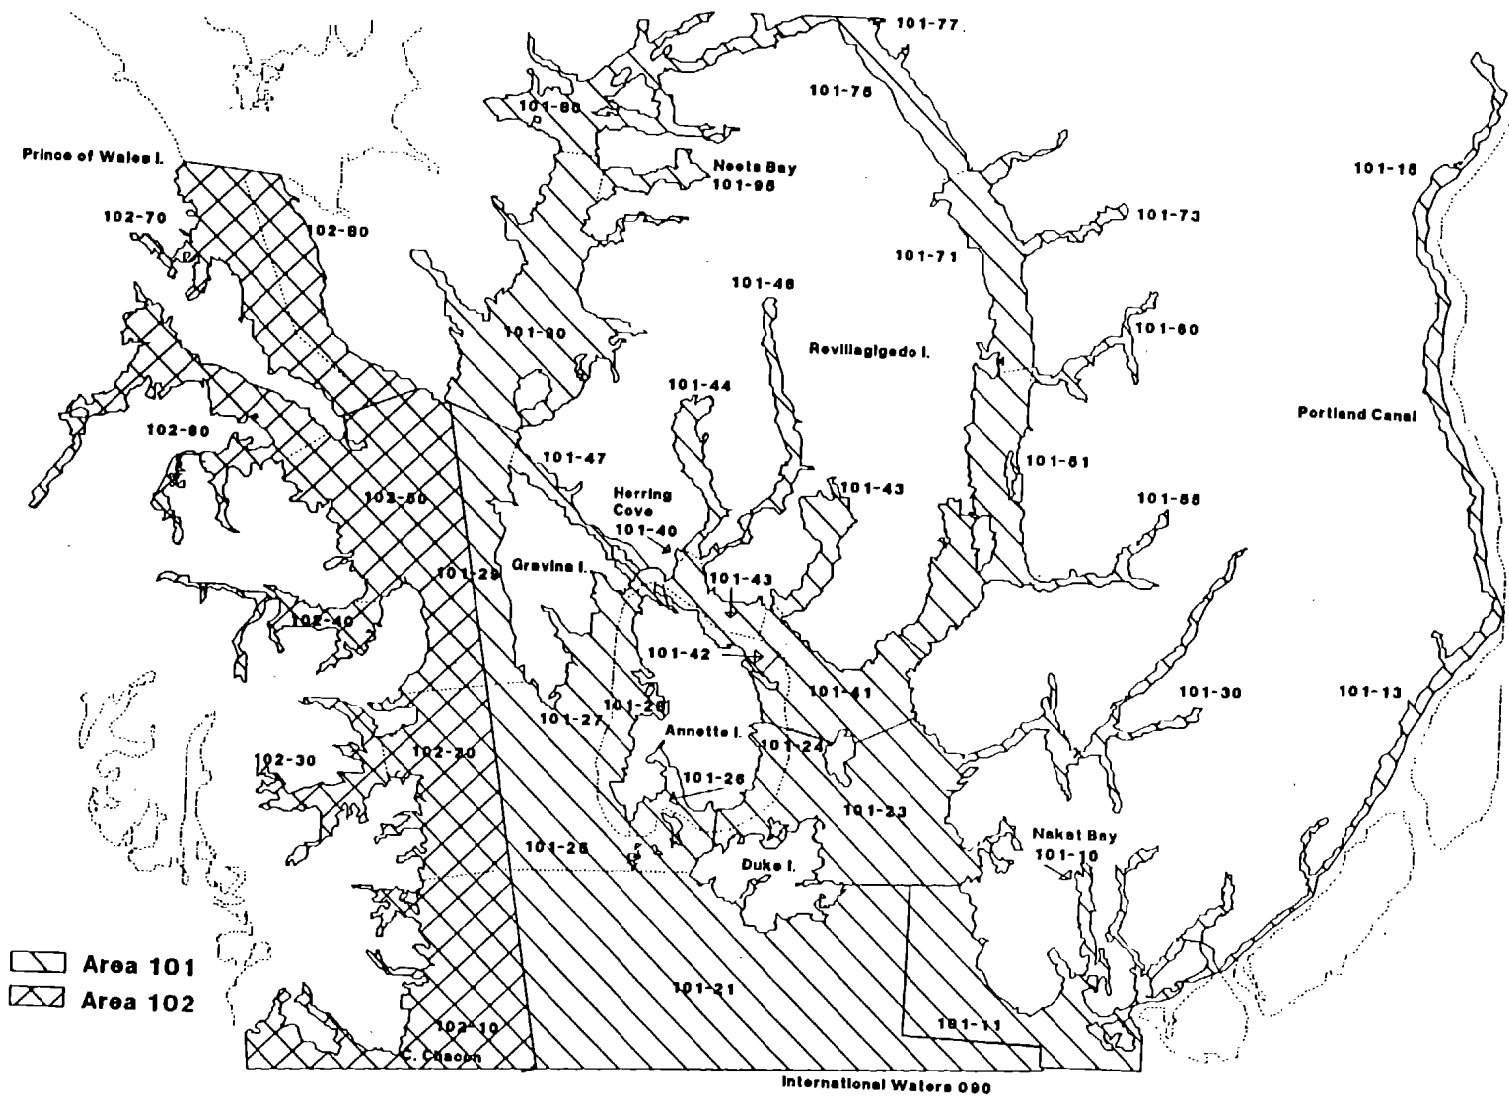 101-77
101-75
Prince of Wales I.
101-15
Neets Bay
101-95
102-70
102-80
101-73
101-71
101-46
101-90
101-60
Revillagigedo I.
101-44
Portland Canal
101-47
101-51
Herring
Cove
101-40
101-43
101-55
102-50
Gravina I.
101-29
101-43
102-40
101-42
101-41
101-30
101-13
101-27
101-28
Annette I.
101-24
102-30
102-20
101-26
101-23
Nakat Bay
101-10
101-25
Duke I.
Area 101
Area 102
101-21
102-10
101-11
C. Chacon
International Waters 090